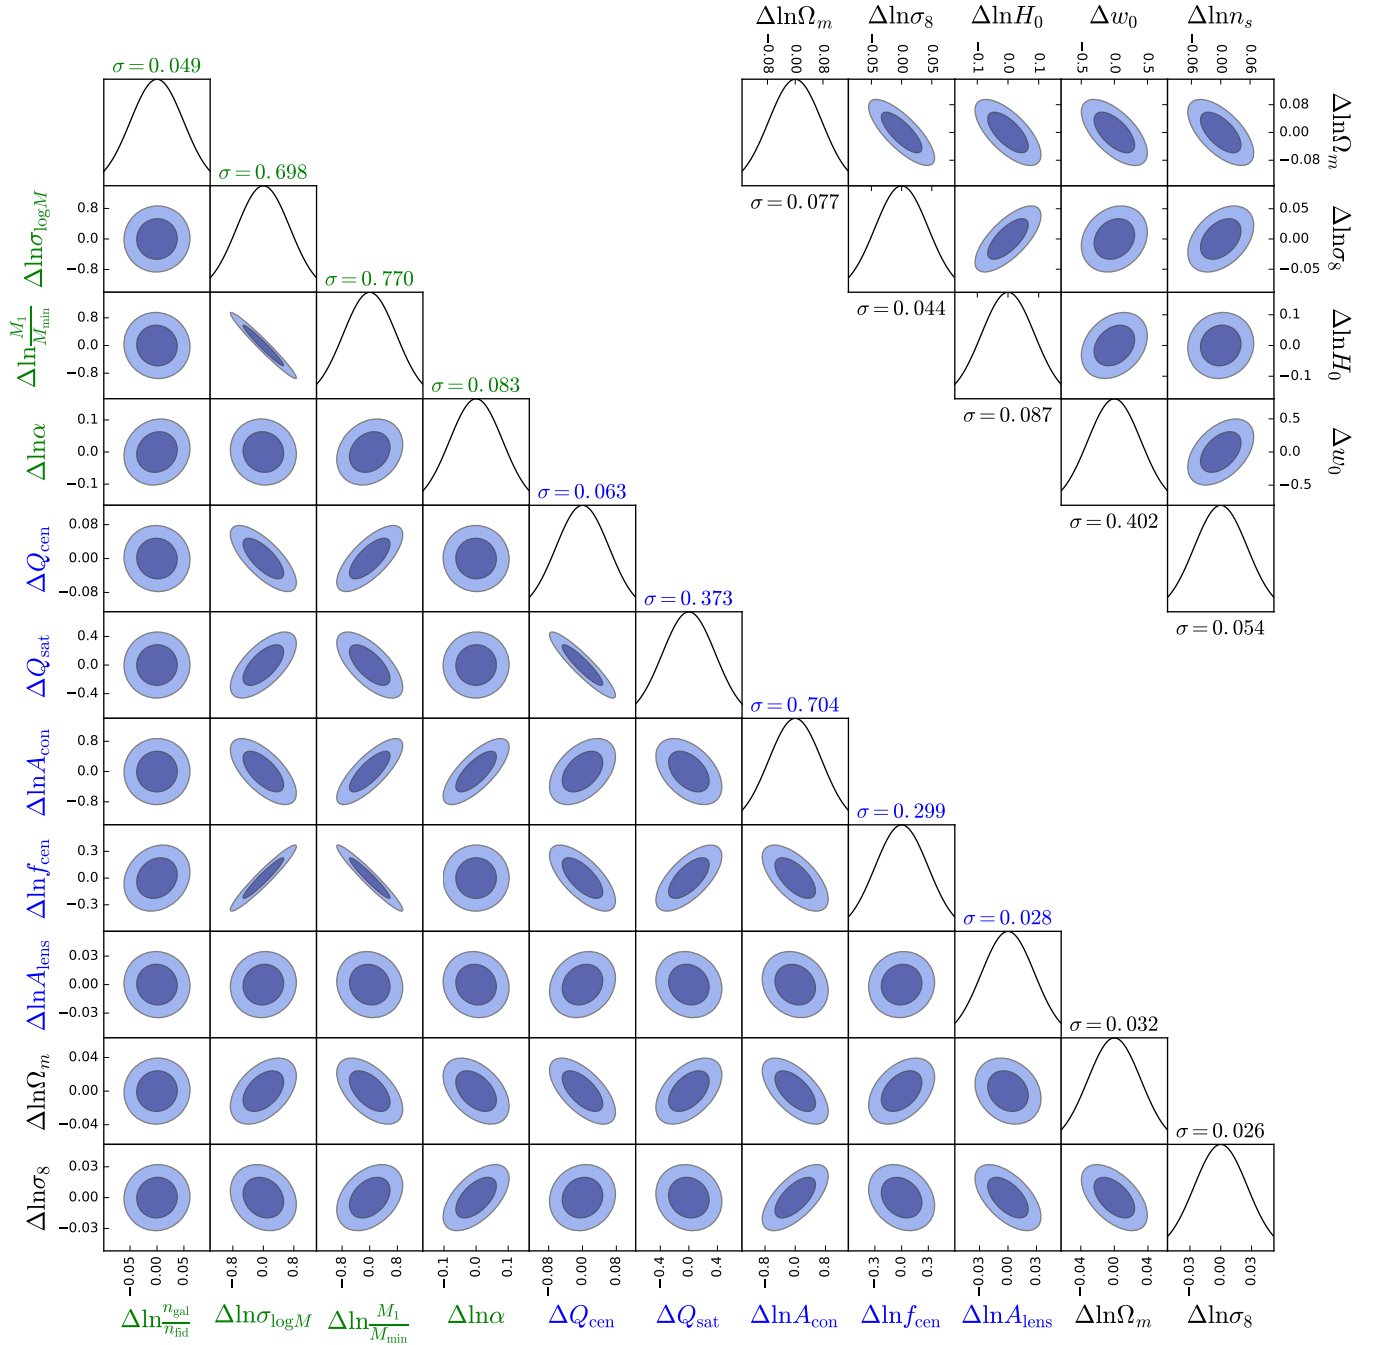 ΔlnΩ_m Δlnσ_8 ΔlnH_0 Δw_0 Δlnn_s
−0.08 0.00 0.08 −0.05 0.00 0.05 −0.1 0.0 0.1 −0.5 0.0 0.5 −0.06 0.00 0.06
σ=0.049
0.08 0.00 −0.08 ΔlnΩ_m
σ=0.698
σ=0.077
Δlnσ_logM 0.8 0.0 −0.8
0.05 0.00 −0.05 Δlnσ_8
σ=0.770
σ=0.044
Δln M_1/M_min 0.8 0.0 −0.8
0.1 0.0 −0.1 ΔlnH_0
σ=0.083
σ=0.087
Δlnα 0.1 0.0 −0.1
0.5 0.0 −0.5 Δw_0
σ=0.063
σ=0.402
ΔQ_cen 0.08 0.00 −0.08
σ=0.373
σ=0.054
ΔQ_sat 0.4 0.0 −0.4
σ=0.704
ΔlnA_con 0.8 0.0 −0.8
σ=0.299
Δlnf_cen 0.3 0.0 −0.3
σ=0.028
ΔlnA_lens 0.03 0.00 −0.03
σ=0.032
ΔlnΩ_m 0.04 0.00 −0.04
σ=0.026
Δlnσ_8 0.03 0.00 −0.03
−0.05 0.00 0.05 −0.8 0.0 0.8 −0.8 0.0 0.8 −0.1 0.0 0.1 −0.08 0.00 0.08 −0.4 0.0 0.4 −0.8 0.0 0.8 −0.3 0.0 0.3 −0.03 0.00 0.03 −0.04 0.00 0.04 −0.03 0.00 0.03
Δln n_gal/n_fid Δlnσ_logM Δln M_1/M_min Δlnα ΔQ_cen ΔQ_sat ΔlnA_con Δlnf_cen ΔlnA_lens ΔlnΩ_m Δlnσ_8